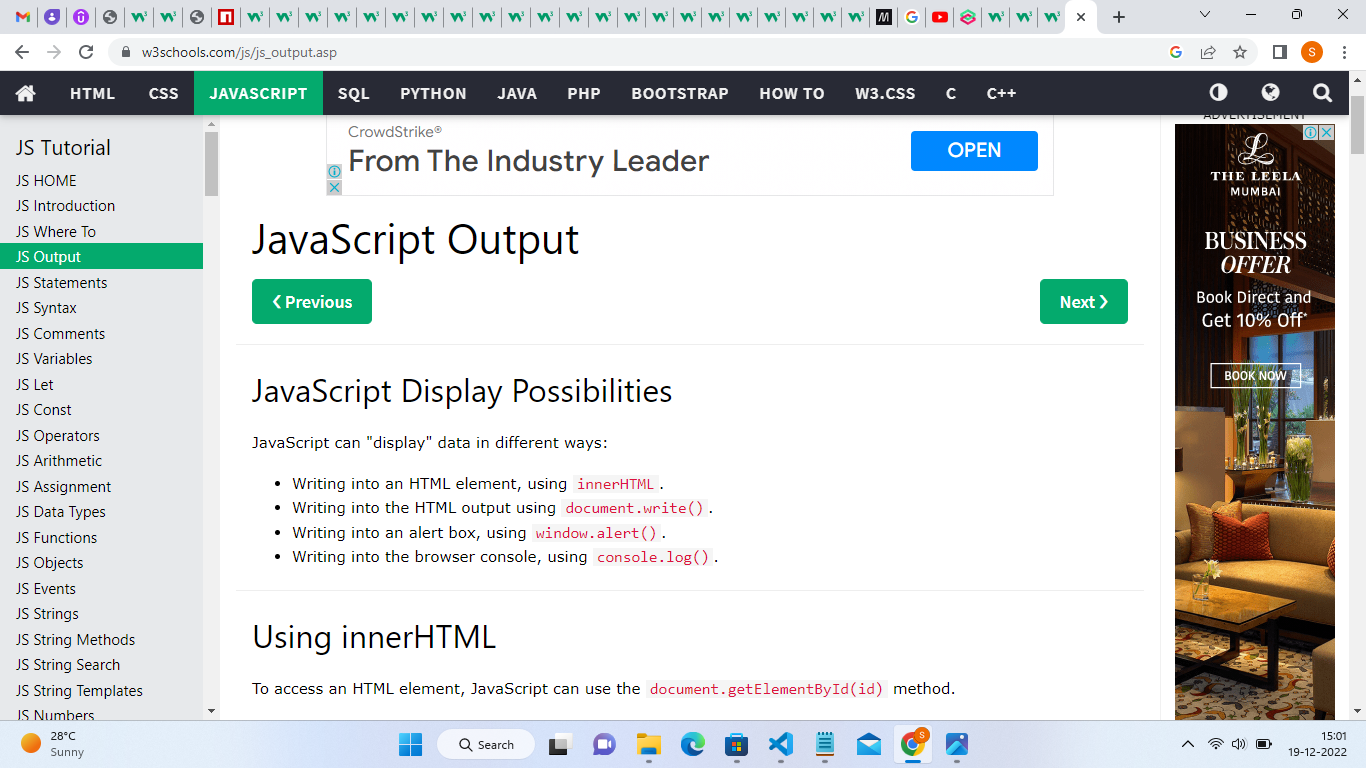 w3schools.com/js/js_output.asp
S
HTML CSS JAVASCRIPT SQL PYTHON JAVA PHP BOOTSTRAP HOW TO W3.CSS C C++
JS Tutorial
JS HOME
JS Introduction
JS Where To
JS Output
JS Statements
JS Syntax
JS Comments
JS Variables
JS Let
JS Const
JS Operators
JS Arithmetic
JS Assignment
JS Data Types
JS Functions
JS Objects
JS Events
JS Strings
JS String Methods
JS String Search
JS String Templates
JS Numbers
CrowdStrike®
From The Industry Leader
OPEN
JavaScript Output
❮ Previous
Next ❯
JavaScript Display Possibilities
JavaScript can "display" data in different ways:
• Writing into an HTML element, using innerHTML.
• Writing into the HTML output using document.write().
• Writing into an alert box, using window.alert().
• Writing into the browser console, using console.log().
Using innerHTML
To access an HTML element, JavaScript can use the document.getElementById(id) method.
ADVERTISEMENT
THE LEELA
MUMBAI
BUSINESS
OFFER
Book Direct and
Get 10% Off*
BOOK NOW
28°C
Sunny
Search
S
15:01
19-12-2022